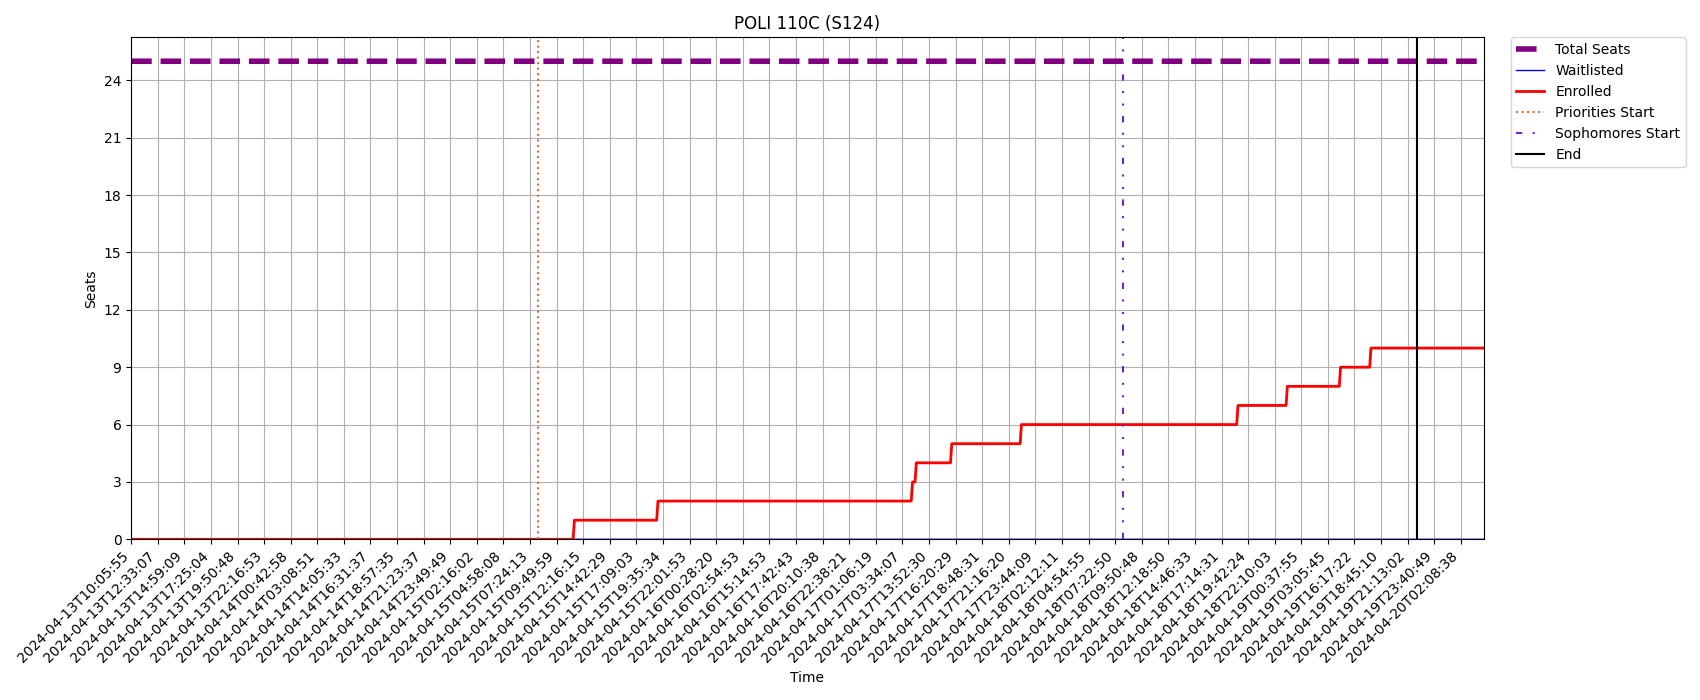 POLI 110C (S124)
Total Seats
Waitlisted
Enrolled
Priorities Start
Sophomores Start
End
Seats
24
21
18
15
12
9
6
3
0
2024-04-13T10:05:55
2024-04-13T12:33:07
2024-04-13T14:59:09
2024-04-13T17:25:04
2024-04-13T19:50:48
2024-04-13T22:16:53
2024-04-14T00:42:58
2024-04-14T03:08:51
2024-04-14T14:05:33
2024-04-14T16:31:37
2024-04-14T18:57:35
2024-04-14T21:23:37
2024-04-14T23:49:49
2024-04-15T02:16:02
2024-04-15T04:58:08
2024-04-15T07:24:13
2024-04-15T09:49:59
2024-04-15T12:16:15
2024-04-15T14:42:29
2024-04-15T17:09:03
2024-04-15T19:35:34
2024-04-15T22:01:53
2024-04-16T00:28:20
2024-04-16T02:54:53
2024-04-16T15:14:53
2024-04-16T17:42:43
2024-04-16T20:10:38
2024-04-16T22:38:21
2024-04-17T01:06:19
2024-04-17T03:34:07
2024-04-17T13:52:30
2024-04-17T16:20:29
2024-04-17T18:48:31
2024-04-17T21:16:20
2024-04-17T23:44:09
2024-04-18T02:12:11
2024-04-18T04:54:55
2024-04-18T07:22:50
2024-04-18T09:50:48
2024-04-18T12:18:50
2024-04-18T14:46:33
2024-04-18T17:14:31
2024-04-18T19:42:24
2024-04-18T22:10:03
2024-04-19T00:37:55
2024-04-19T03:05:45
2024-04-19T16:17:22
2024-04-19T18:45:10
2024-04-19T21:13:02
2024-04-19T23:40:49
2024-04-20T02:08:38
Time